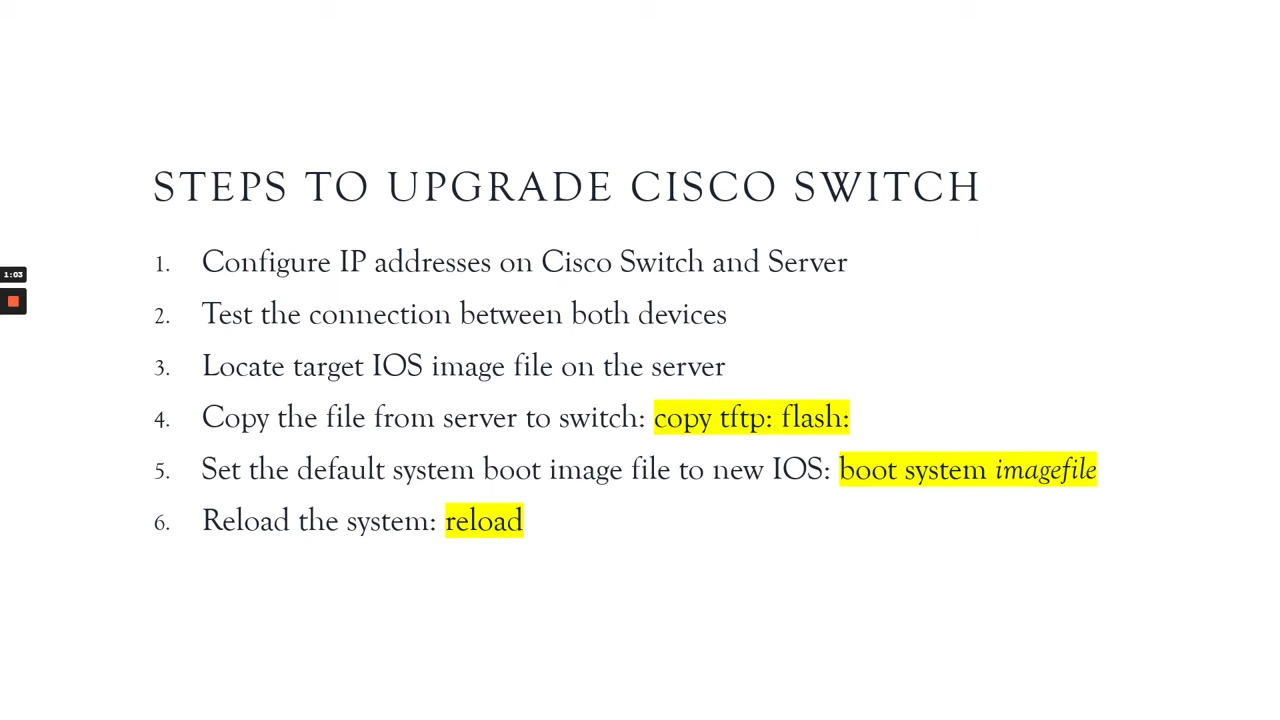 STEPS TO UPGRADE CISCO SWITCH
1. Configure IP addresses on Cisco Switch and Server
2. Test the connection between both devices
1:03
3. Locate target IOS image file on the server
4. Copy the file from server to switch: copy tftp: flash:
5. Set the default system boot image file to new IOS: boot system imagefile
6. Reload the system: reload